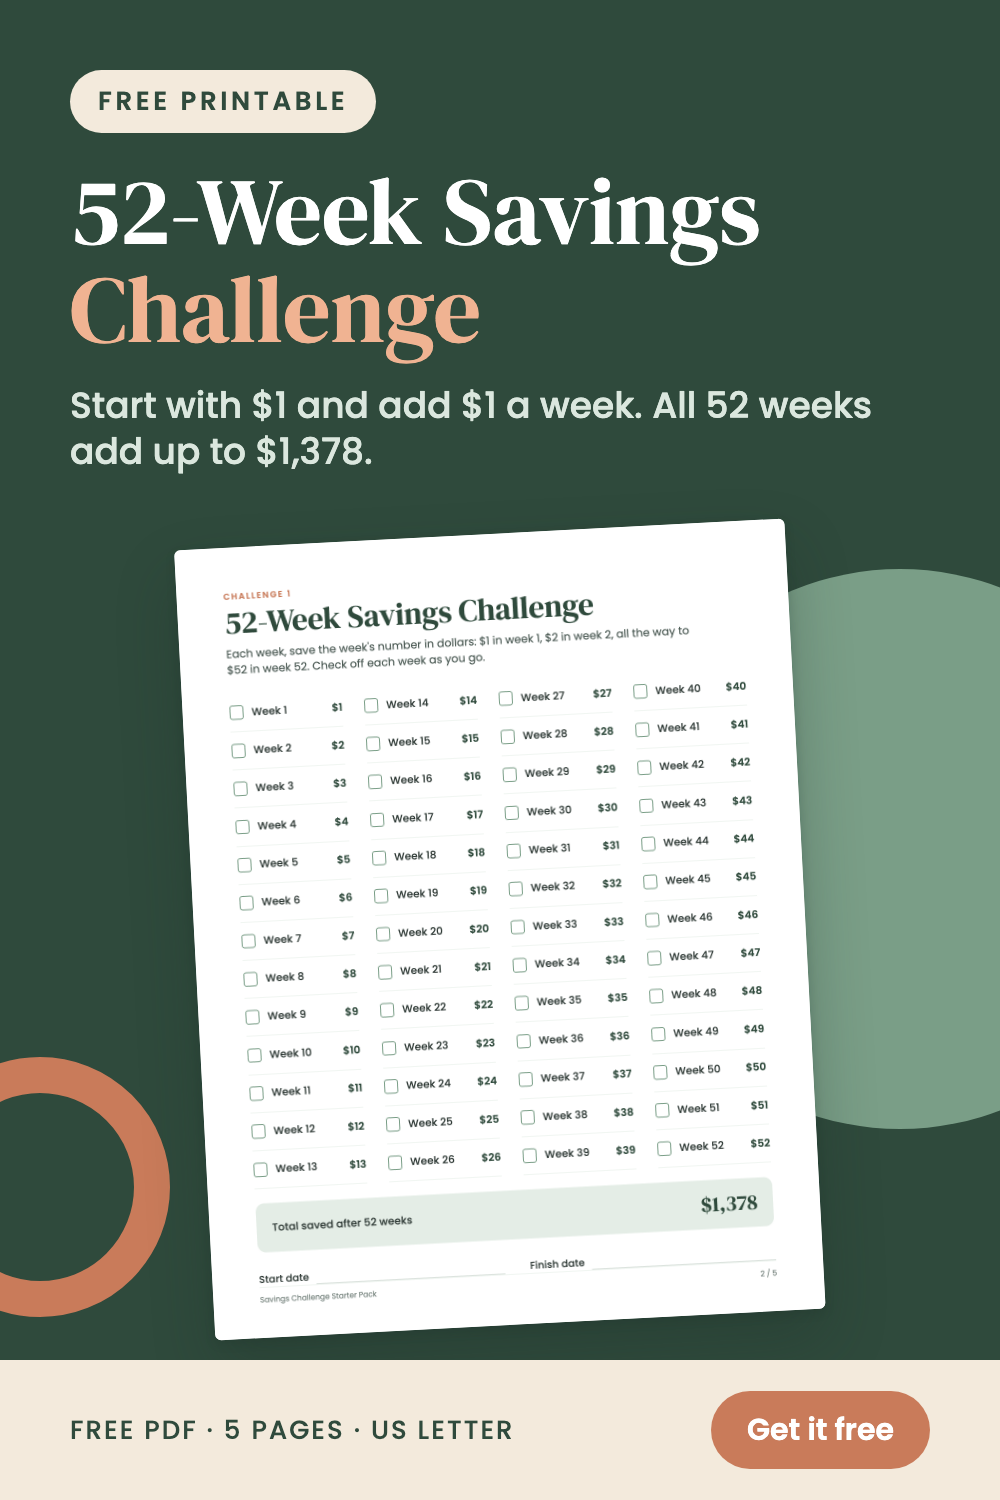 FREE PRINTABLE
52-Week Savings
Challenge
Start with $1 and add $1 a week. All 52 weeks
add up to $1,378.
CHALLENGE 1
52-Week Savings Challenge
Each week, save the week's number in dollars: $1 in week 1, $2 in week 2, all the way to
$52 in week 52. Check off each week as you go.
Week 1 $1 Week 14 $14 Week 27 $27 Week 40 $40
Week 2 $2 Week 15 $15 Week 28 $28 Week 41 $41
Week 3 $3 Week 16 $16 Week 29 $29 Week 42 $42
Week 4 $4 Week 17 $17 Week 30 $30 Week 43 $43
Week 5 $5 Week 18 $18 Week 31 $31 Week 44 $44
Week 6 $6 Week 19 $19 Week 32 $32 Week 45 $45
Week 7 $7 Week 20 $20 Week 33 $33 Week 46 $46
Week 8 $8 Week 21 $21 Week 34 $34 Week 47 $47
Week 9 $9 Week 22 $22 Week 35 $35 Week 48 $48
Week 10 $10 Week 23 $23 Week 36 $36 Week 49 $49
Week 11 $11 Week 24 $24 Week 37 $37 Week 50 $50
Week 12 $12 Week 25 $25 Week 38 $38 Week 51 $51
Week 13 $13 Week 26 $26 Week 39 $39 Week 52 $52
Total saved after 52 weeks $1,378
Start date Finish date
Savings Challenge Starter Pack 2 / 5
FREE PDF · 5 PAGES · US LETTER
Get it free